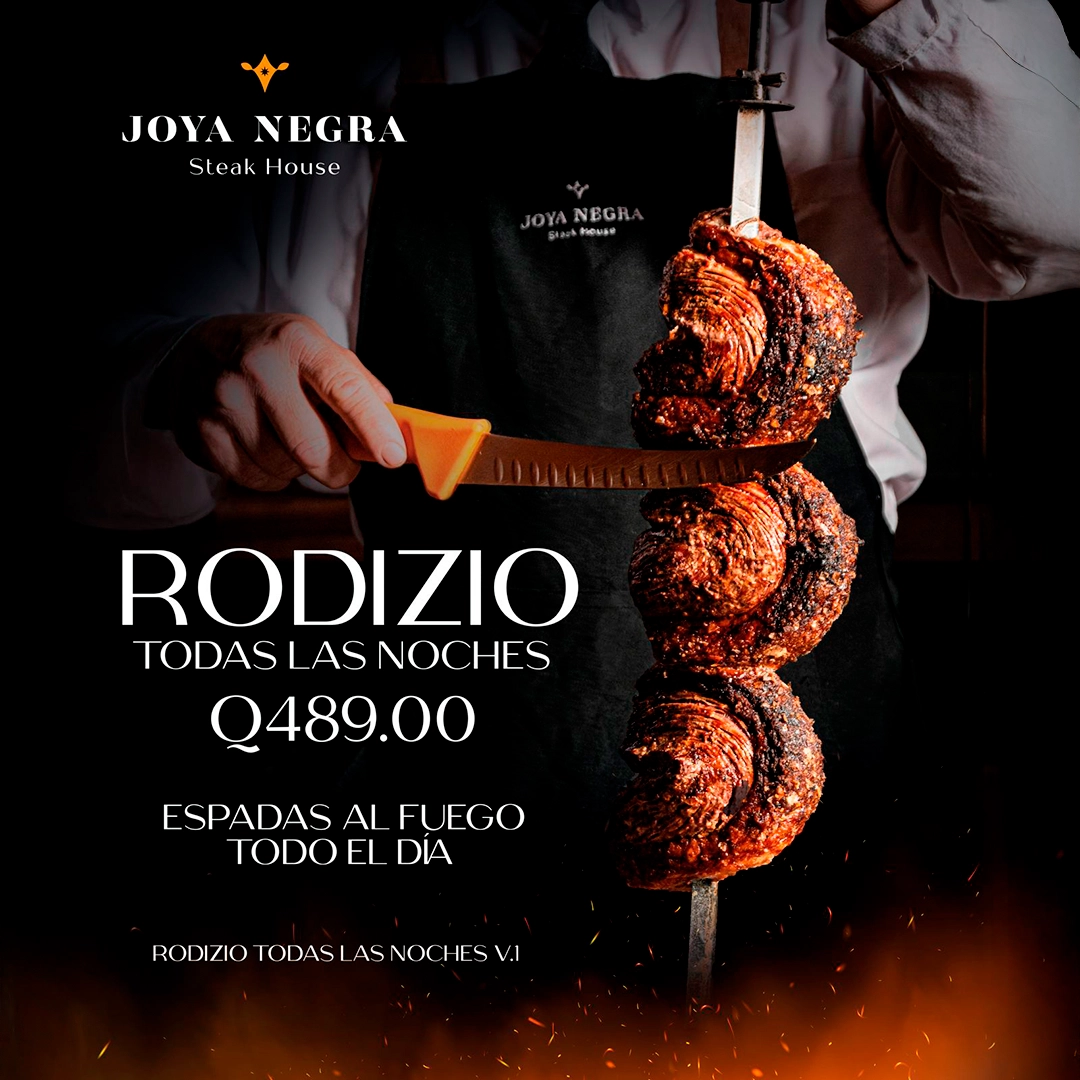 JOYA NEGRA
Steak House
JOYA NEGRA
Steak House
RODIZIO
TODAS LAS NOCHES
Q489.00
ESPADAS AL FUEGO
TODO EL DÍA
RODIZIO TODAS LAS NOCHES V.1